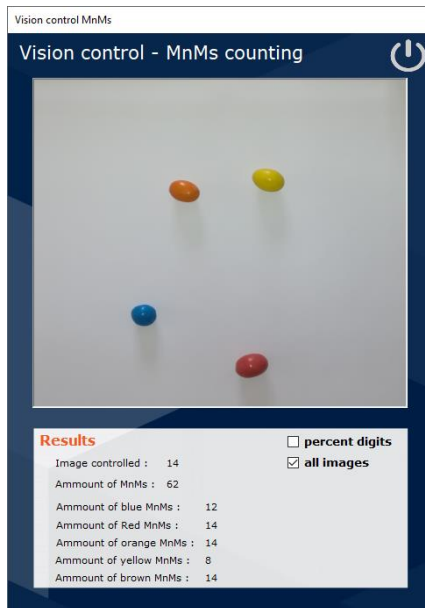 Vision control MnMs
Vision control - MnMs counting
Results
percent digits
Image controlled : 14
all images
Ammount of MnMs : 62
Ammount of blue MnMs : 12
Ammount of Red MnMs : 14
Ammount of orange MnMs : 14
Ammount of yellow MnMs : 8
Ammount of brown MnMs : 14